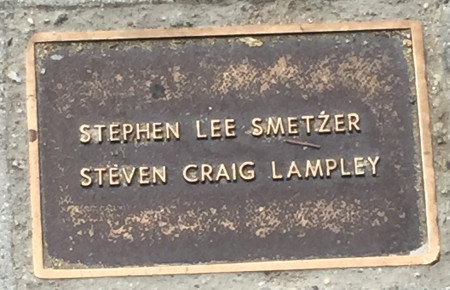 STEPHEN LEE SMETZER
STEVEN CRAIG LAMPLEY